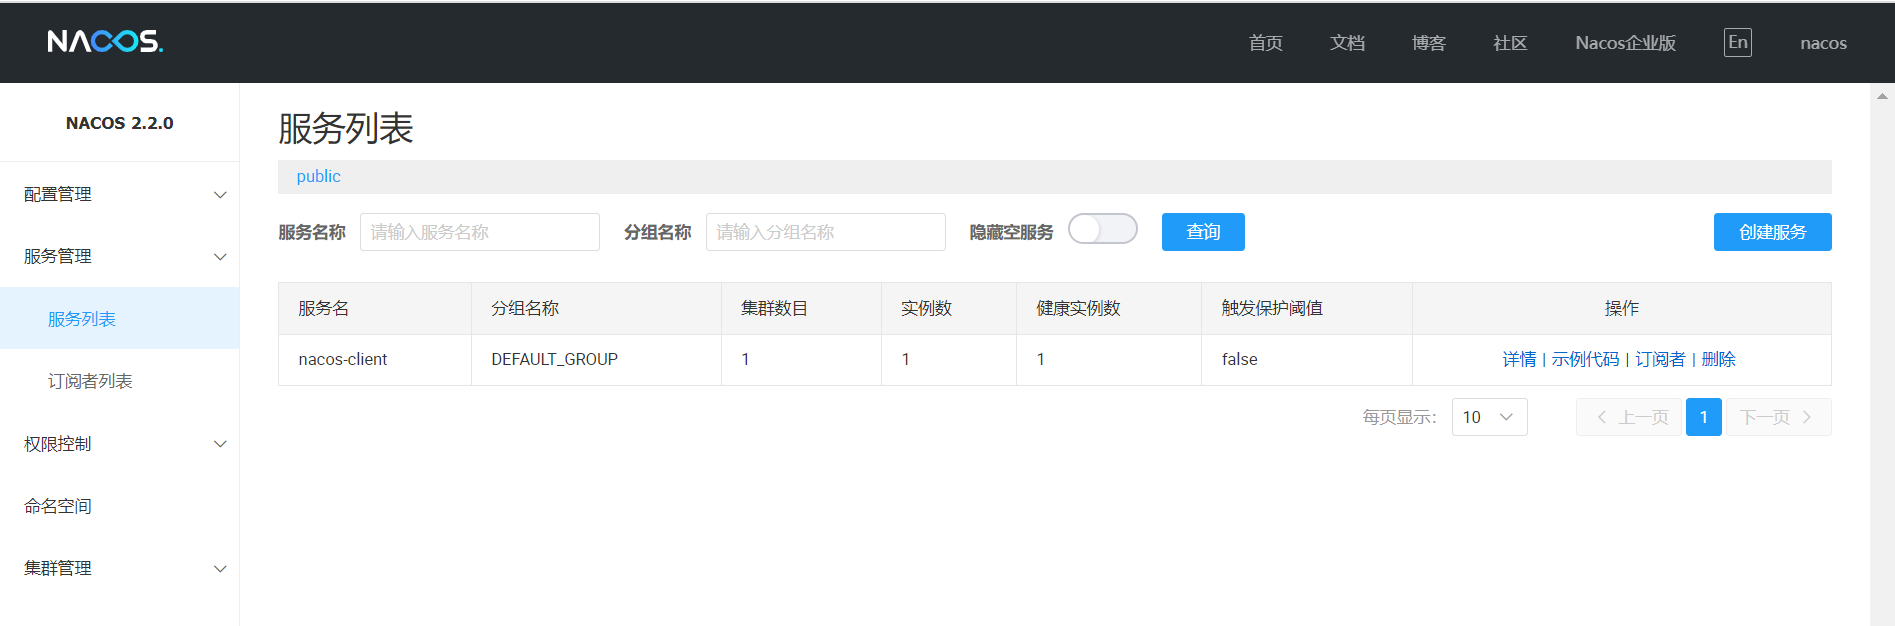 NACOS. 首页 文档 博客 社区 Nacos企业版 En nacos
NACOS 2.2.0
配置管理
服务管理
服务列表
订阅者列表
权限控制
命名空间
集群管理
服务列表
public
服务名称 请输入服务名称 分组名称 请输入分组名称 隐藏空服务 查询 创建服务
服务名 分组名称 集群数目 实例数 健康实例数 触发保护阈值 操作
nacos-client DEFAULT_GROUP 1 1 1 false 详情 | 示例代码 | 订阅者 | 删除
每页显示: 10 上一页 1 下一页